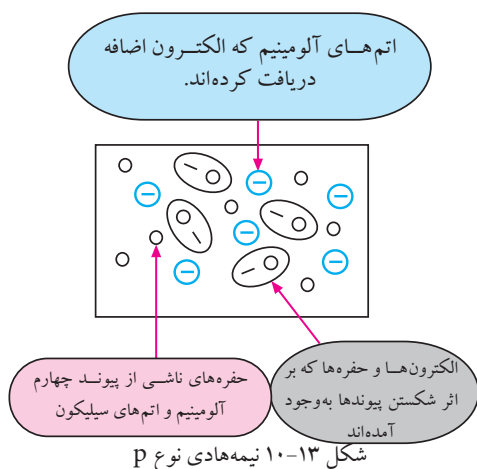 اتم‌هــای آلومینیم که الکتــرون اضافه
دریافت کرده‌اند.
الکترون‌هــا و حفره‌ها که بر
اثر شکستن پیوندها به‌وجود
آمده‌اند
حفره‌های ناشــی از پیونــد چهارم
آلومینیم و اتم‌های سیلیکون
شکل ۱۳-۱۰ نیمه‌هادی نوع p